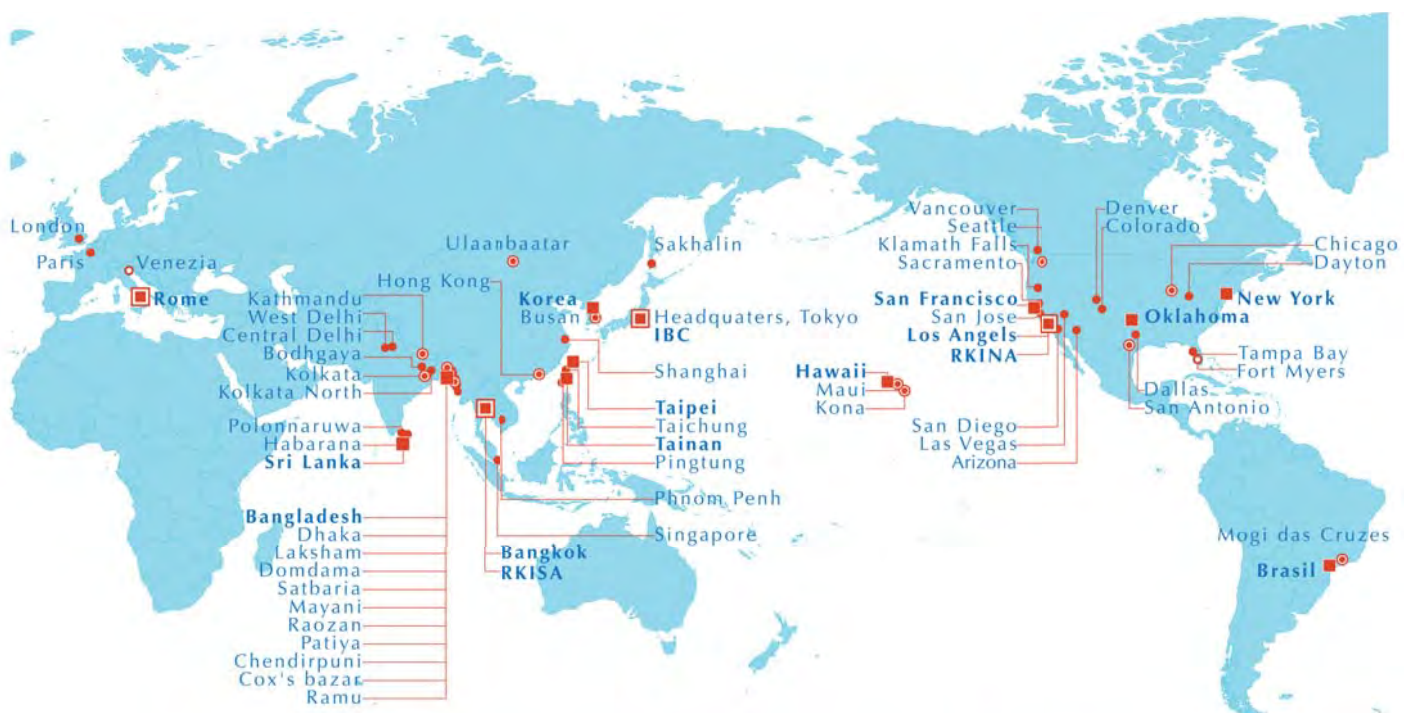 London
Paris
Venezia
Rome
Ulaanbaatar
Sakhalin
Hong Kong
Kathmandu
West Delhi
Central Delhi
Bodhgaya
Kolkata
Kolkata North
Polonnaruwa
Habarana
Sri Lanka
Korea
Busan
Headquaters, Tokyo
IBC
Shanghai
Taipei
Taichung
Tainan
Pingtung
Phnom Penh
Singapore
Bangkok
RKISA
Bangladesh
Dhaka
Laksham
Domdama
Satbaria
Mayani
Raozan
Patiya
Chendirpuni
Cox's bazar
Ramu
Vancouver
Seattle
Klamath Falls
Sacramento
San Francisco
San Jose
Los Angels
RKINA
Hawaii
Maui
Kona
San Diego
Las Vegas
Arizona
Denver
Colorado
Chicago
Dayton
New York
Oklahoma
Tampa Bay
Fort Myers
Dallas
San Antonio
Mogi das Cruzes
Brasil